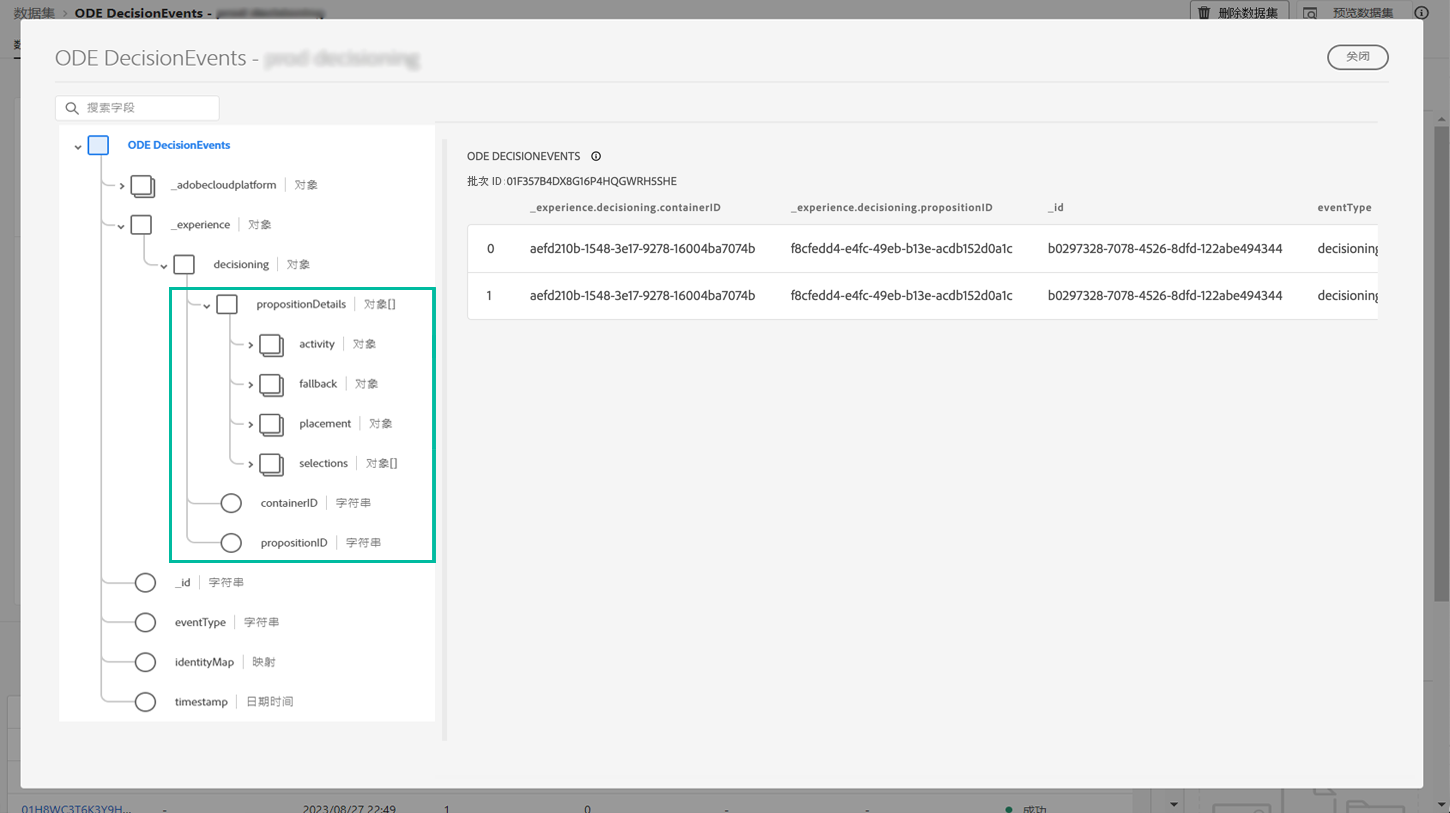 数据集 > ODE DecisionEvents -
删除数据集 预览数据集
ODE DecisionEvents -
关闭
搜索字段
ODE DecisionEvents
_adobecloudplatform | 对象
_experience | 对象
decisioning | 对象
propositionDetails | 对象[]
activity | 对象
fallback | 对象
placement | 对象
selections | 对象[]
containerID | 字符串
propositionID | 字符串
_id | 字符串
eventType | 字符串
identityMap | 映射
timestamp | 日期时间
ODE DECISIONEVENTS
批次 ID:01F357B4DX8G16P4HQGWRH5SHE
_experience.decisioning.containerID _experience.decisioning.propositionID _id eventType
0 aefd210b-1548-3e17-9278-16004ba7074b f8cfedd4-e4fc-49eb-b13e-acdb152d0a1c b0297328-7078-4526-8dfd-122abe494344 decisioning
1 aefd210b-1548-3e17-9278-16004ba7074b f8cfedd4-e4fc-49eb-b13e-acdb152d0a1c b0297328-7078-4526-8dfd-122abe494344 decisioning
01H8WC3T6K3Y9H... - 2023/08/27 22:49 1 0 - - 成功